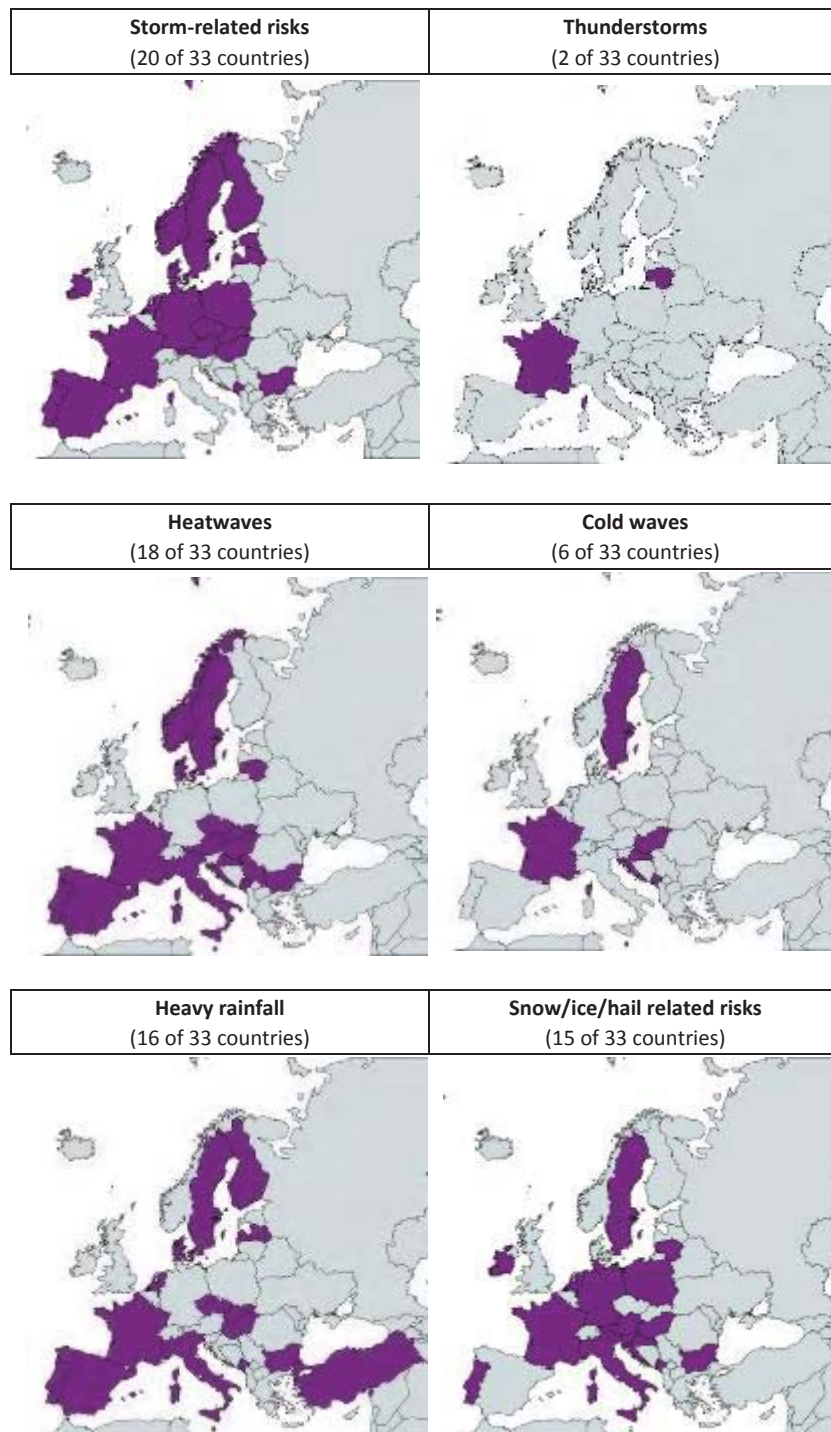 Storm-related risks
(20 of 33 countries)
Thunderstorms
(2 of 33 countries)
Heatwaves
(18 of 33 countries)
Cold waves
(6 of 33 countries)
Heavy rainfall
(16 of 33 countries)
Snow/ice/hail related risks
(15 of 33 countries)